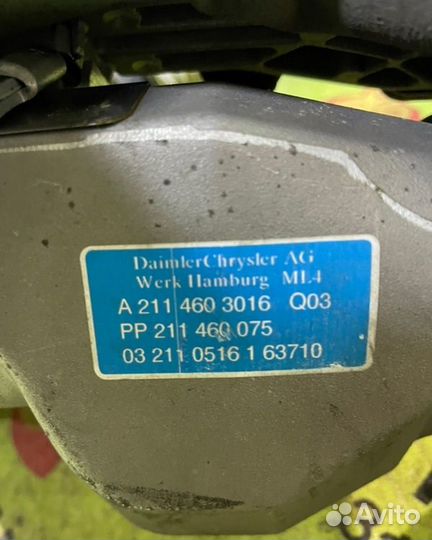 DaimlerChrysler AG
Werk Hamburg ML4
A 211 460 3016 Q03
PP 211 460 075
03 211 0516 1 63710
Avito